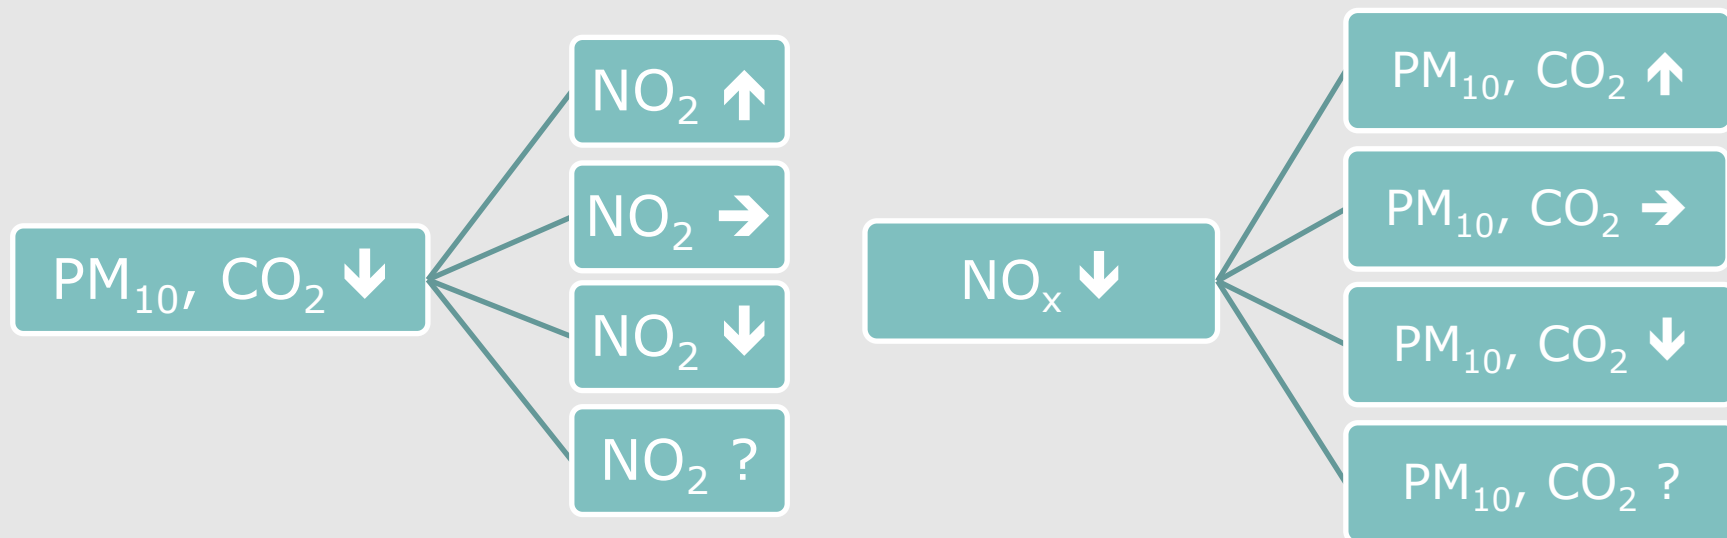 PM₁₀, CO₂ ↓
NO₂ ↑
NO₂ →
NO₂ ↓
NO₂ ?
NOₓ ↓
PM₁₀, CO₂ ↑
PM₁₀, CO₂ →
PM₁₀, CO₂ ↓
PM₁₀, CO₂ ?